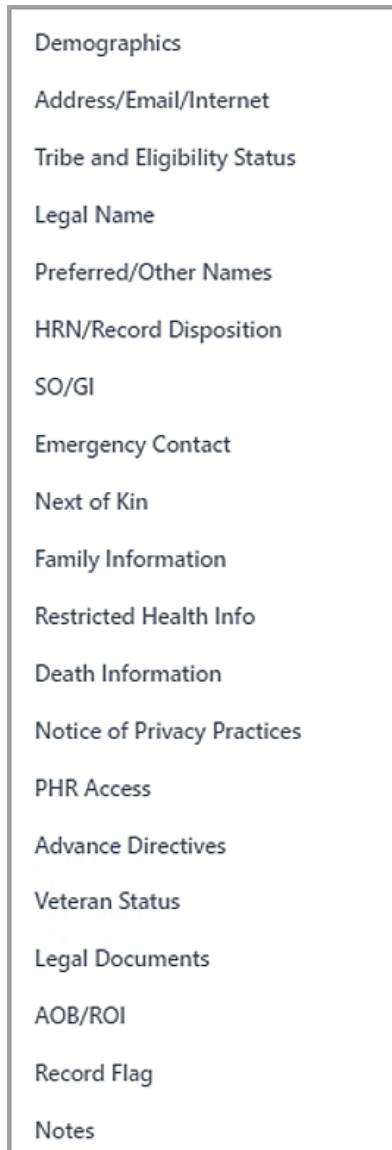 Demographics
Address/Email/Internet
Tribe and Eligibility Status
Legal Name
Preferred/Other Names
HRN/Record Disposition
SO/GI
Emergency Contact
Next of Kin
Family Information
Restricted Health Info
Death Information
Notice of Privacy Practices
PHR Access
Advance Directives
Veteran Status
Legal Documents
AOB/ROI
Record Flag
Notes